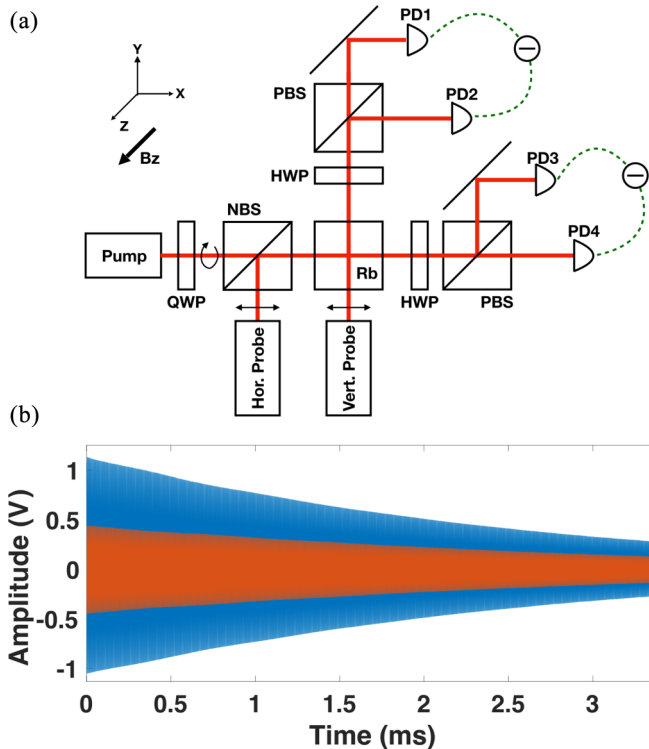 (a)
PD1
Y
X
Z
Bz
PBS
PD2
PD3
HWP
NBS
Pump
Rb
PD4
QWP
HWP
PBS
Hor. Probe
Vert. Probe
(b)
Amplitude (V)
1
0.5
0
-0.5
-1
0
0.5
1
1.5
2
2.5
3
Time (ms)